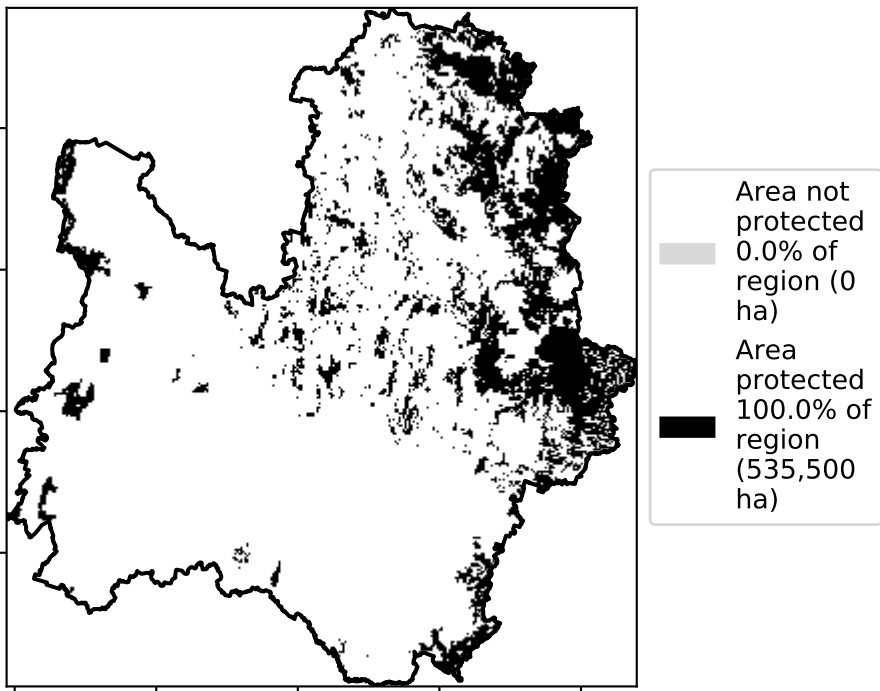 Area not
protected
0.0% of
region (0
ha)
Area
protected
100.0% of
region
(535,500
ha)